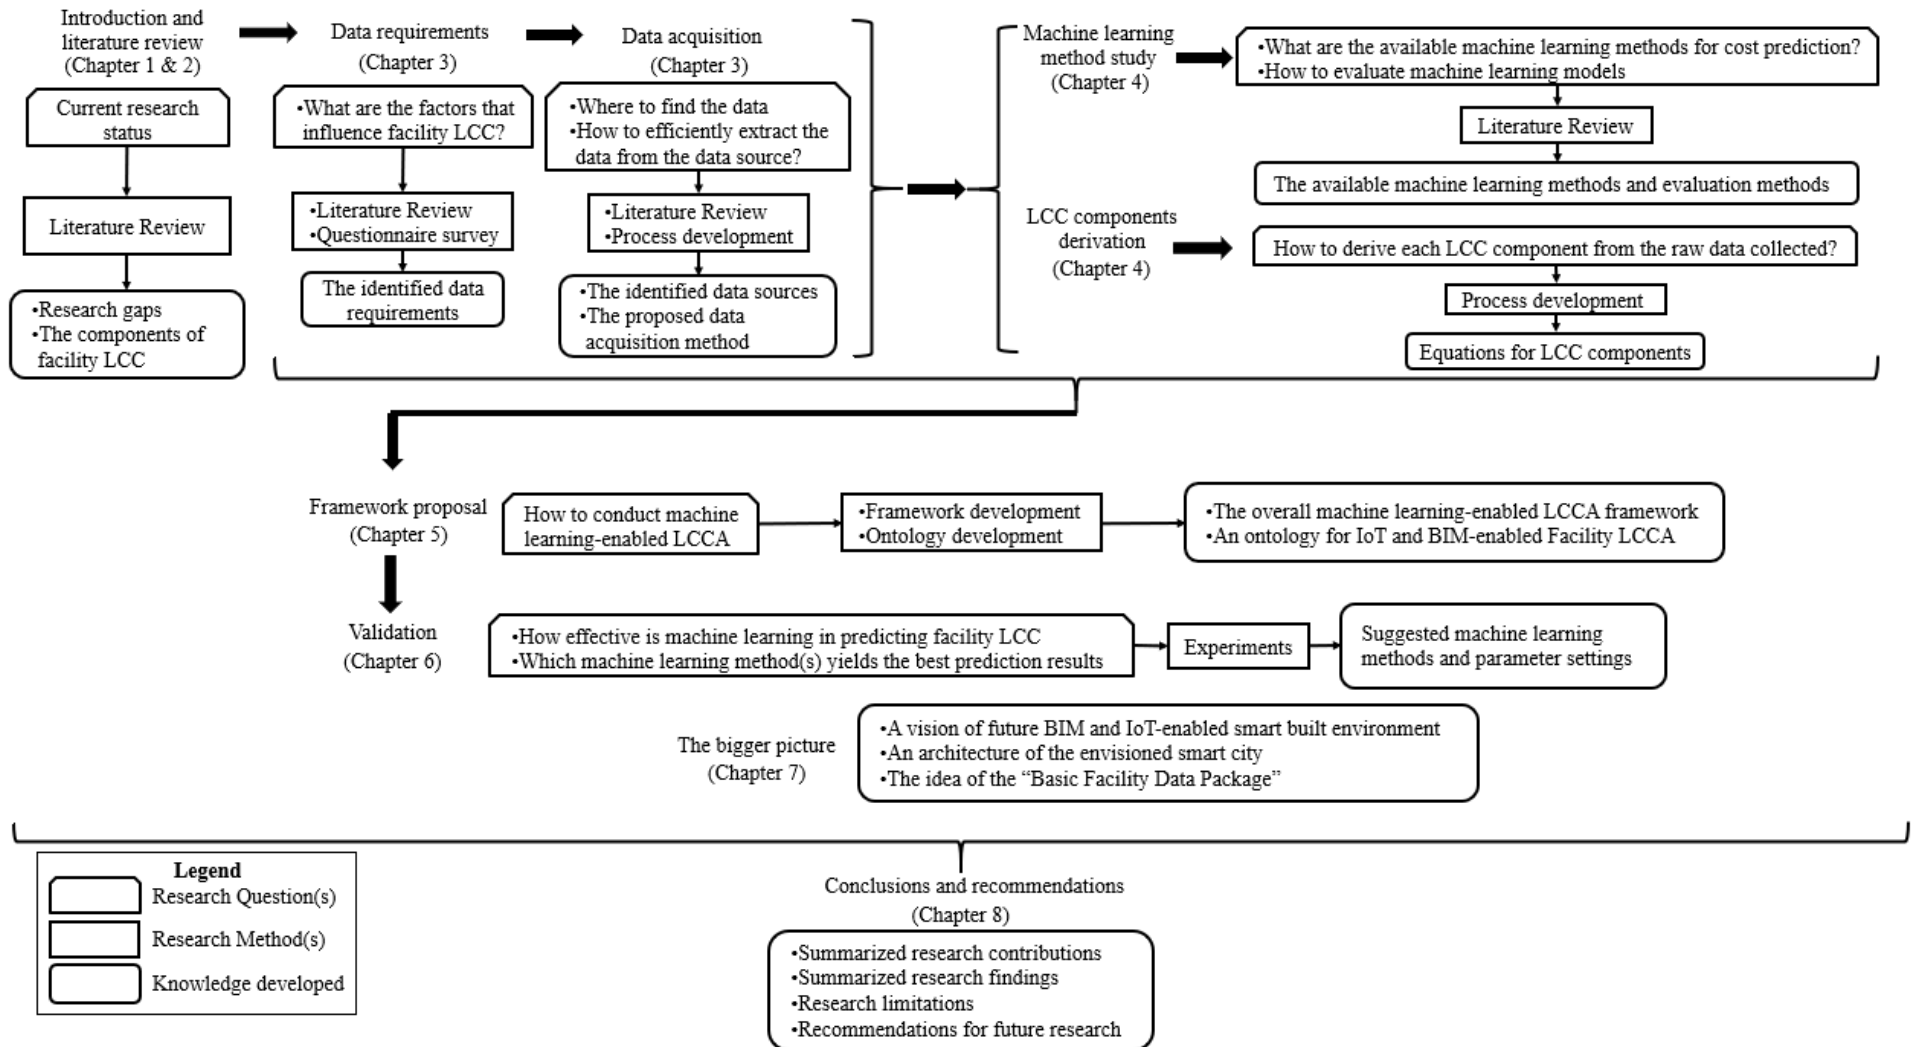 Introduction and
literature review
(Chapter 1 & 2)
Current research
status
Literature Review
•Research gaps
•The components of
facility LCC
Data requirements
(Chapter 3)
•What are the factors that
influence facility LCC?
•Literature Review
•Questionnaire survey
The identified data
requirements
Data acquisition
(Chapter 3)
•Where to find the data
•How to efficiently extract the
data from the data source?
•Literature Review
•Process development
•The identified data sources
•The proposed data
acquisition method
Machine learning
method study
(Chapter 4)
•What are the available machine learning methods for cost prediction?
•How to evaluate machine learning models
Literature Review
The available machine learning methods and evaluation methods
LCC components
derivation
(Chapter 4)
How to derive each LCC component from the raw data collected?
Process development
Equations for LCC components
Framework proposal
(Chapter 5)
How to conduct machine
learning-enabled LCCA
•Framework development
•Ontology development
•The overall machine learning-enabled LCCA framework
•An ontology for IoT and BIM-enabled Facility LCCA
Validation
(Chapter 6)
•How effective is machine learning in predicting facility LCC
•Which machine learning method(s) yields the best prediction results
Experiments
Suggested machine learning
methods and parameter settings
The bigger picture
(Chapter 7)
•A vision of future BIM and IoT-enabled smart built environment
•An architecture of the envisioned smart city
•The idea of the “Basic Facility Data Package”
Legend
Research Question(s)
Research Method(s)
Knowledge developed
Conclusions and recommendations
(Chapter 8)
•Summarized research contributions
•Summarized research findings
•Research limitations
•Recommendations for future research